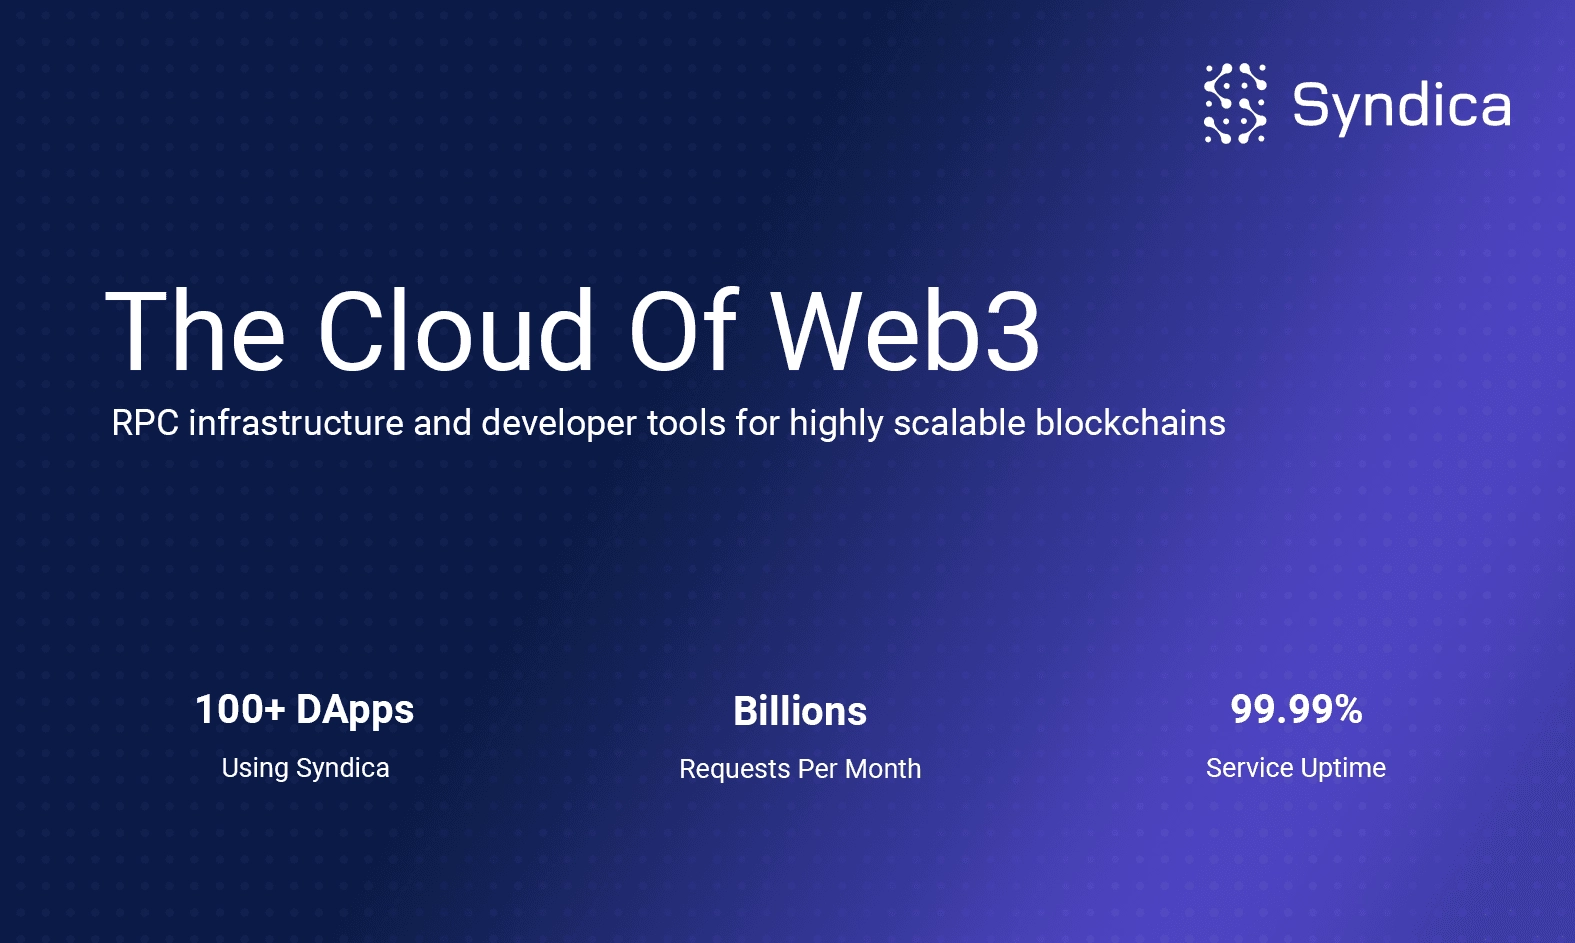 Syndica
The Cloud Of Web3
RPC infrastructure and developer tools for highly scalable blockchains
100+ DApps
Using Syndica
Billions
Requests Per Month
99.99%
Service Uptime